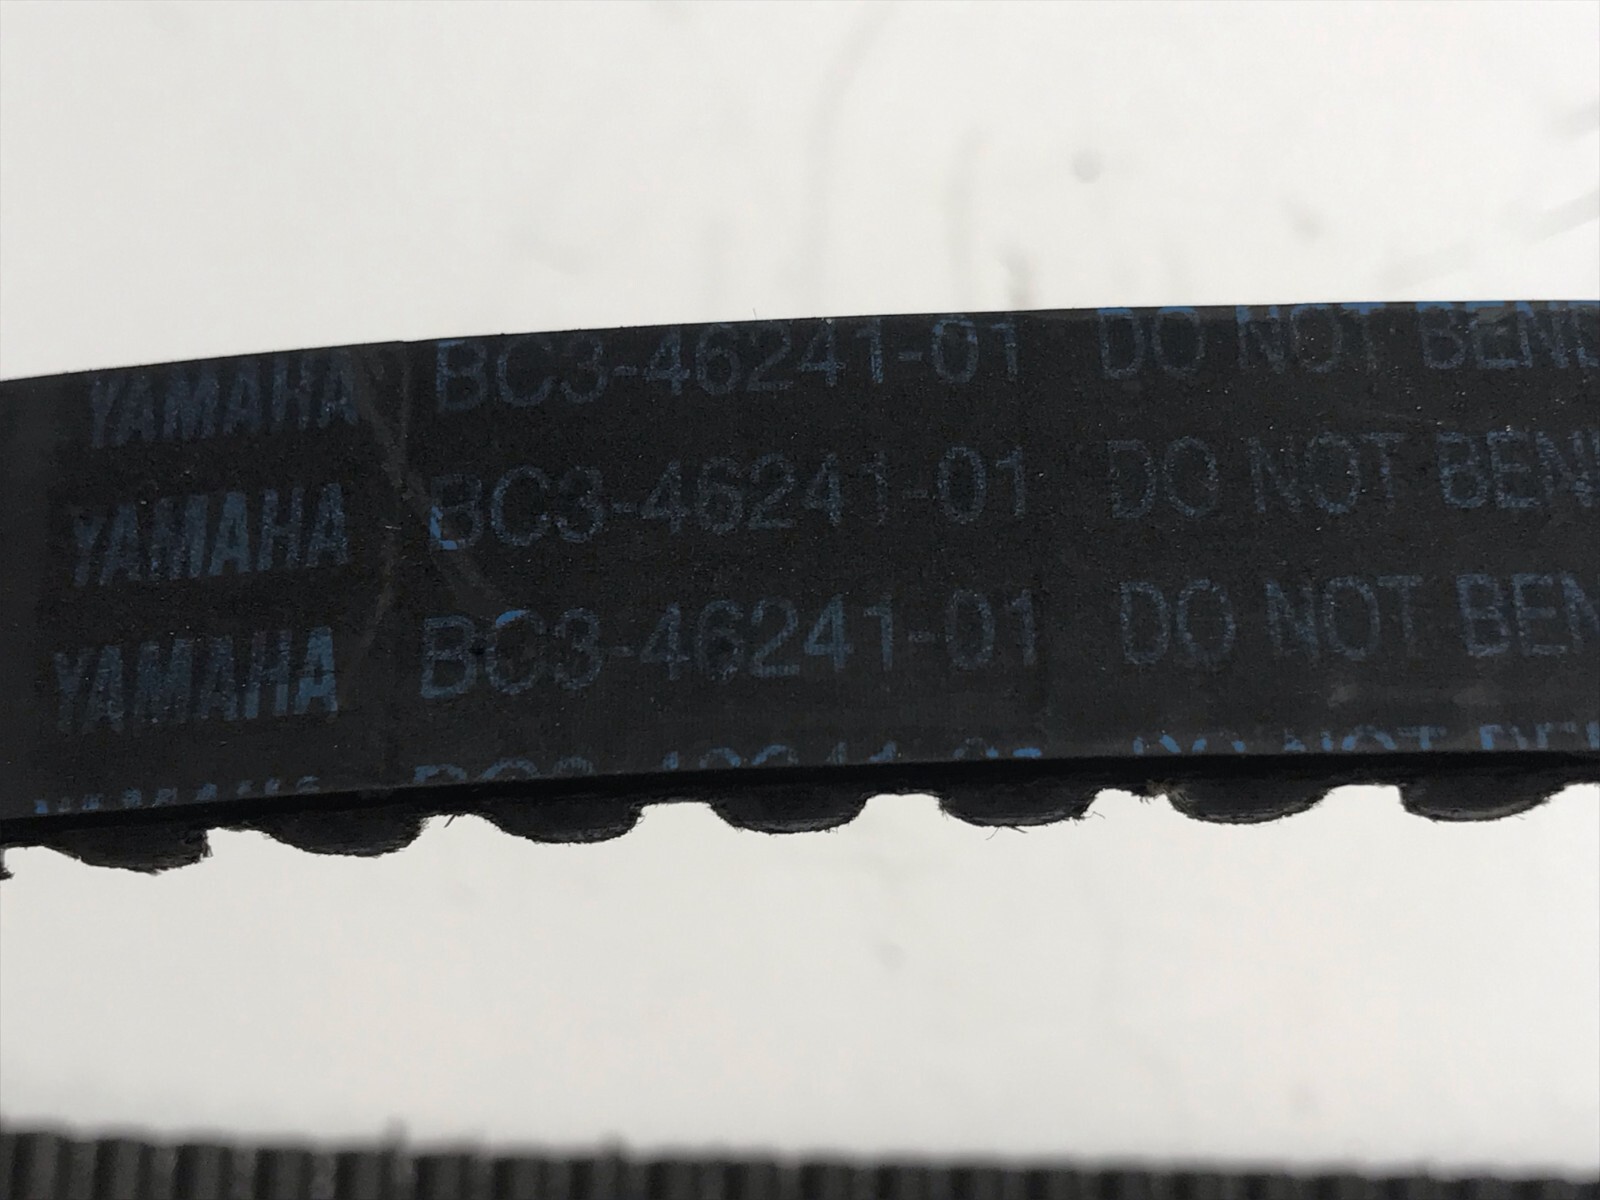 YAMAHA BC3-46241-01 DO NOT BEND
YAMAHA BC3-46241-01 DO NOT BEN
YAMAHA BC3-46241-01 DO NOT BEN